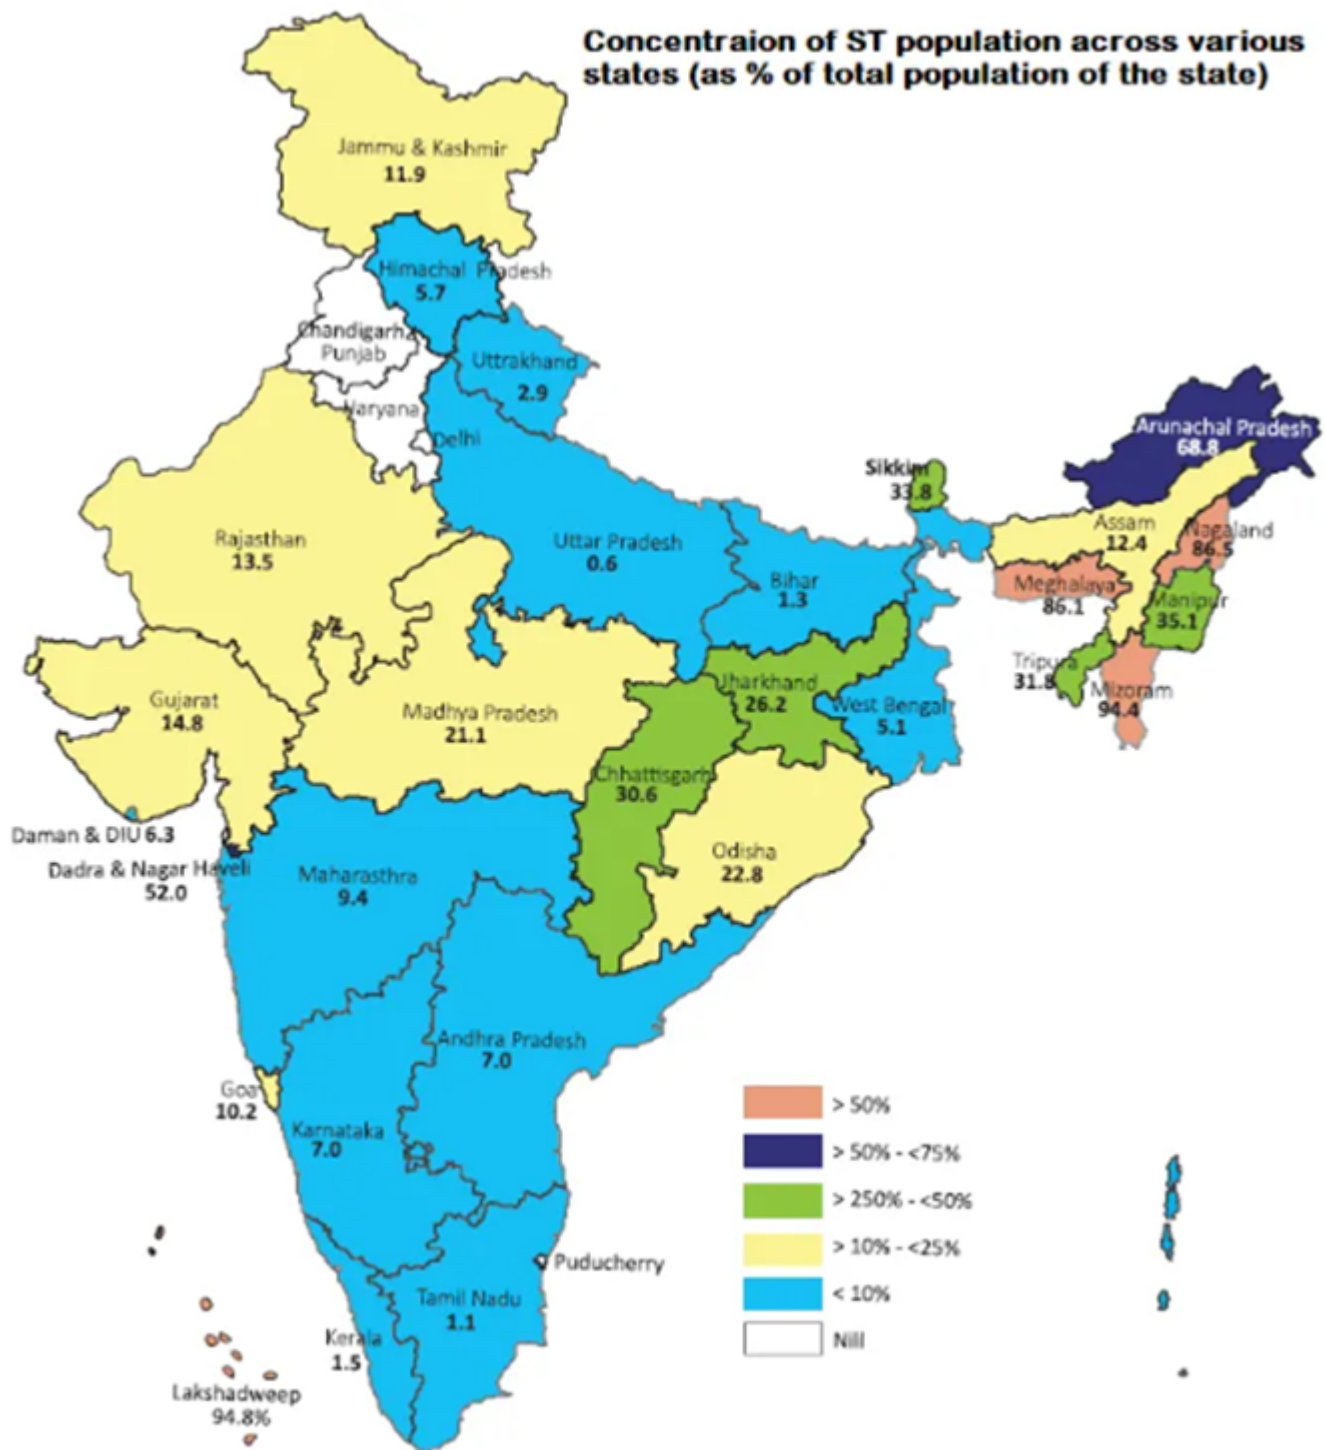 Concentraion of ST population across various
states (as % of total population of the state)
Jammu & Kashmir
11.9
Himachal Pradesh
5.7
Chandigarh
Punjab
Uttrakhand
2.9
Haryana
Delhi
Arunachal Pradesh
68.8
Sikkim
33.8
Rajasthan
13.5
Uttar Pradesh
0.6
Bihar
1.3
Assam
12.4
Nagaland
86.5
Meghalaya
86.1
Manipur
35.1
Tripura
31.8
Mizoram
94.4
Gujarat
14.8
Madhya Pradesh
21.1
Jharkhand
26.2
West Bengal
5.1
Chhattisgarh
30.6
Daman & DIU 6.3
Dadra & Nagar Haveli
52.0
Maharasthra
9.4
Odisha
22.8
Andhra Pradesh
7.0
Goa
10.2
Karnataka
7.0
> 50%
> 50% - <75%
> 250% - <50%
> 10% - <25%
< 10%
Nill
Puducherry
Tamil Nadu
1.1
Kerala
1.5
Lakshadweep
94.8%